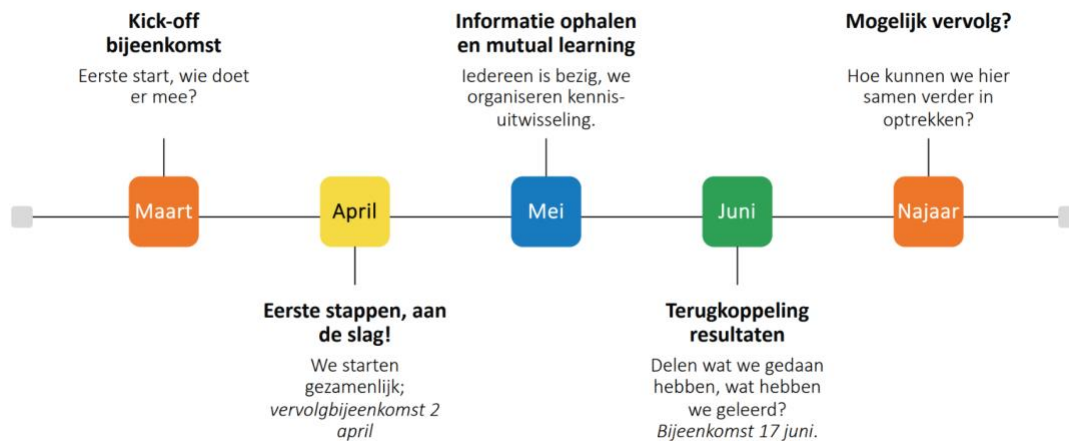 Kick-off
bijeenkomst
Eerste start, wie doet
er mee?
Informatie ophalen
en mutual learning
Iedereen is bezig, we
organiseren kennis-
uitwisseling.
Mogelijk vervolg?
Hoe kunnen we hier
samen verder in
optrekken?
Maart
April
Mei
Juni
Najaar
Eerste stappen, aan
de slag!
We starten
gezamenlijk;
vervolgbijeenkomst 2
april
Terugkoppeling
resultaten
Delen wat we gedaan
hebben, wat hebben
we geleerd?
Bijeenkomst 17 juni.